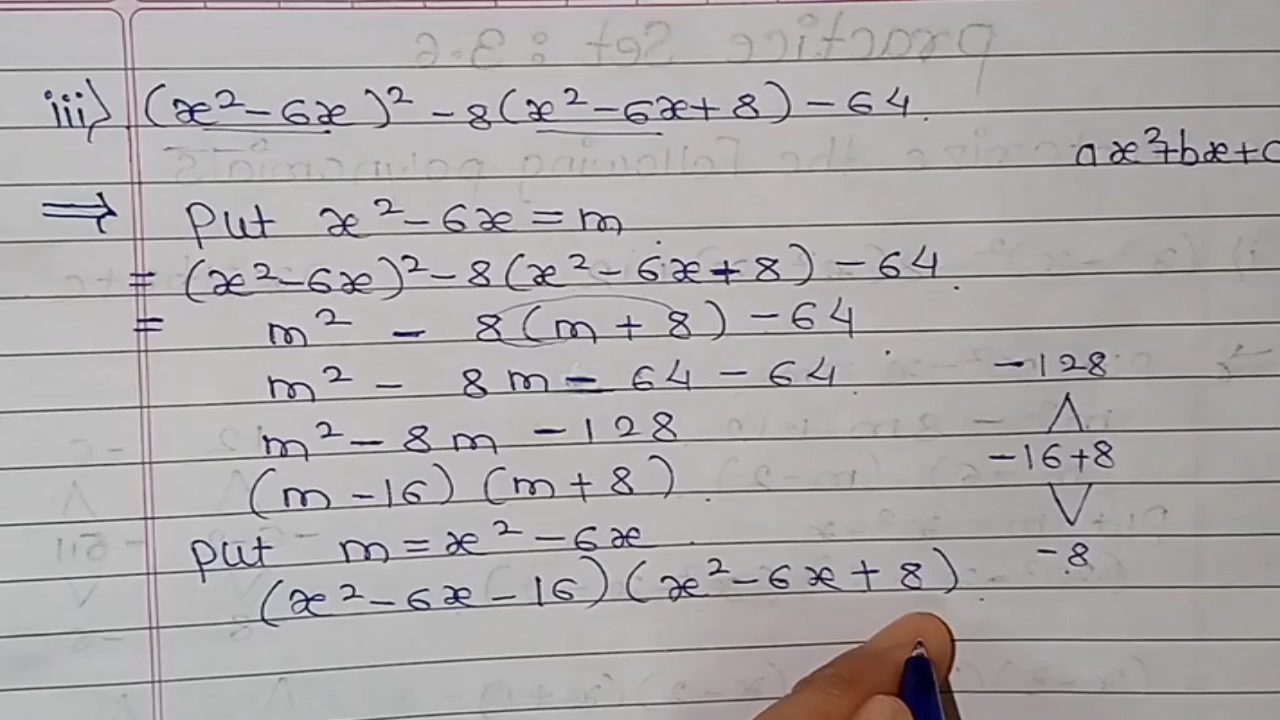 iii) (x² - 6x)² - 8(x² - 6x + 8) - 64.
ax² + bx + c
⇒ Put x² - 6x = m
= (x² - 6x)² - 8(x² - 6x + 8) - 64.
= m² - 8(m + 8) - 64
m² - 8m - 64 - 64.
-128
m² - 8m - 128
-16+8
(m - 16) (m + 8).
put m = x² - 6x.
-8
(x² - 6x - 16)(x² - 6x + 8).